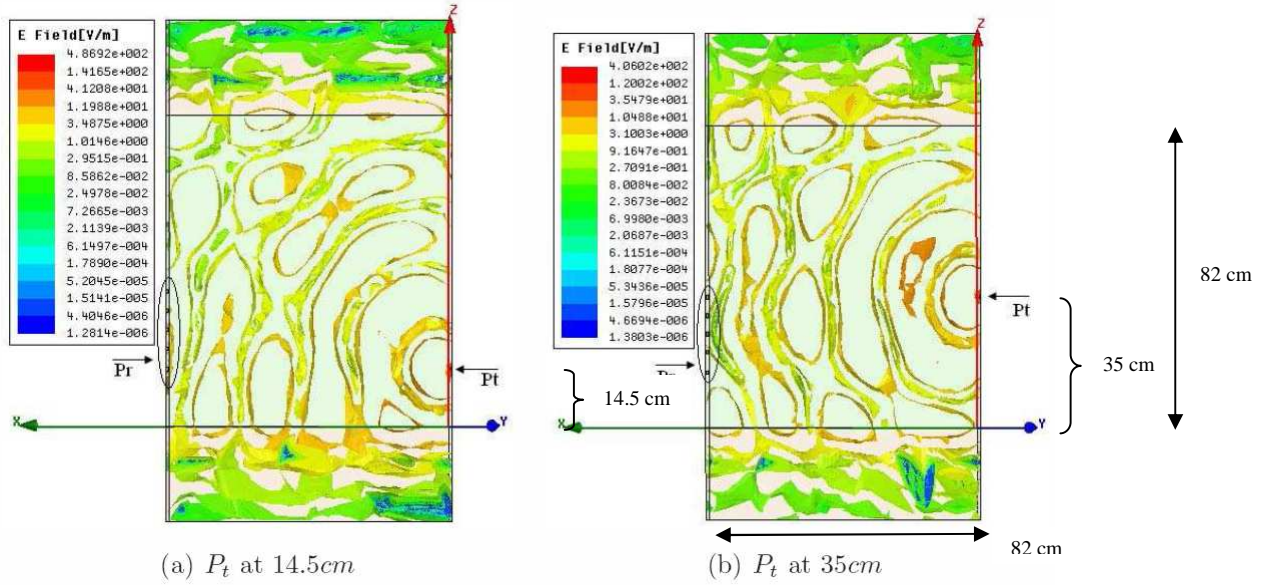 E Field[V/m]
4.8692e+002
1.4165e+002
4.1208e+001
1.1988e+001
3.4875e+000
1.0146e+000
2.9515e-001
8.5862e-002
2.4978e-002
7.2665e-003
2.1139e-003
6.1497e-004
1.7890e-004
5.2045e-005
1.5141e-005
4.4046e-006
1.2814e-006
Z
Pr
Pt
X
Y
(a) Pt at 14.5cm
E Field[V/m]
4.0602e+002
1.2002e+002
3.5479e+001
1.0488e+001
3.1003e+000
9.1647e-001
2.7091e-001
8.0084e-002
2.3673e-002
6.9980e-003
2.0687e-003
6.1151e-004
1.8077e-004
5.3436e-005
1.5796e-005
4.6694e-006
1.3803e-006
Z
Pt
14.5 cm
35 cm
82 cm
X
Y
82 cm
(b) Pt at 35cm